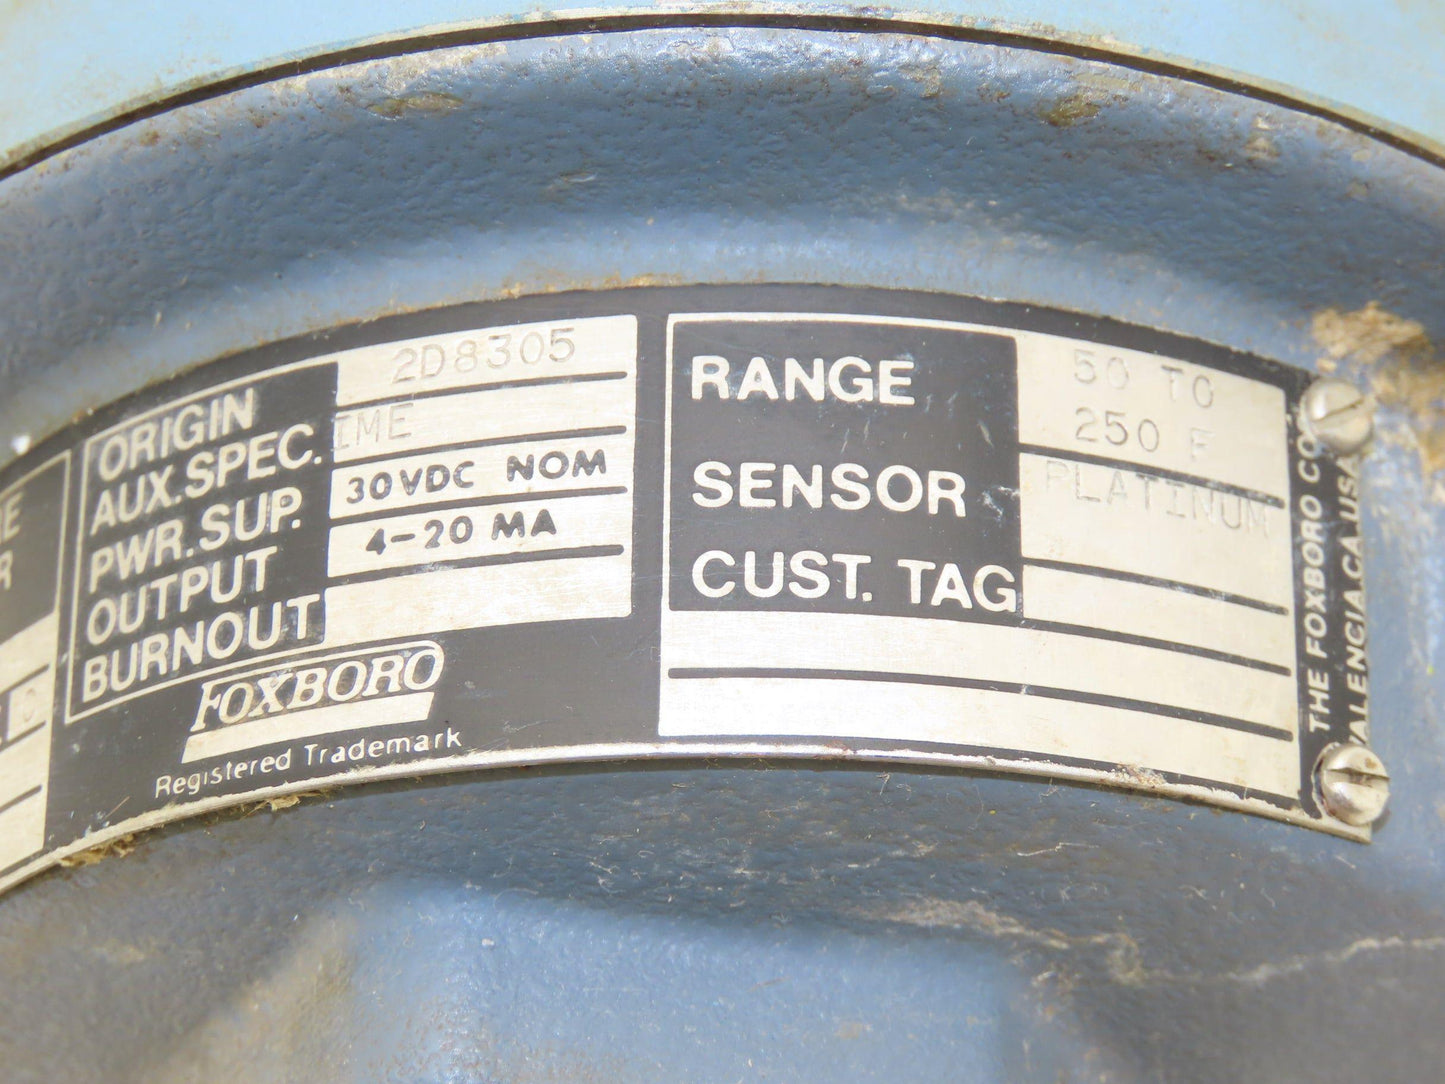 ORIGIN 2D8305
AUX.SPEC. IME
PWR.SUP. 30VDC NOM
OUTPUT 4-20 MA
BURNOUT
FOXBORO
Registered Trademark
RANGE 50 TO
250 F
SENSOR PLATINUM
CUST. TAG
THE FOXBORO CO.
VALENCIA,CA.USA